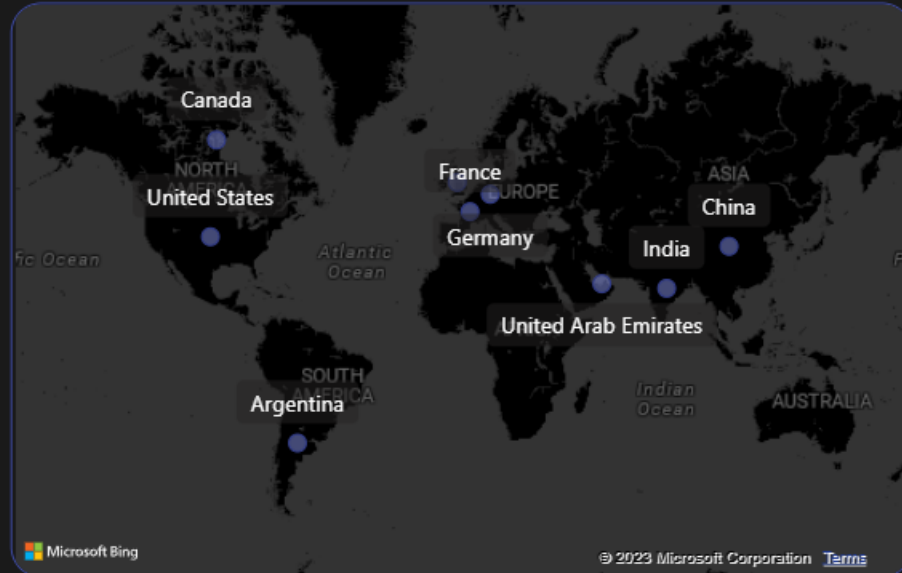 Canada
NORTH
AMERICA
United States
France
EUROPE
ASIA
China
Germany
India
fic Ocean
Atlantic
Ocean
United Arab Emirates
SOUTH
AMERICA
Argentina
Indian
Ocean
AUSTRALIA
Microsoft Bing
© 2023 Microsoft Corporation Terms